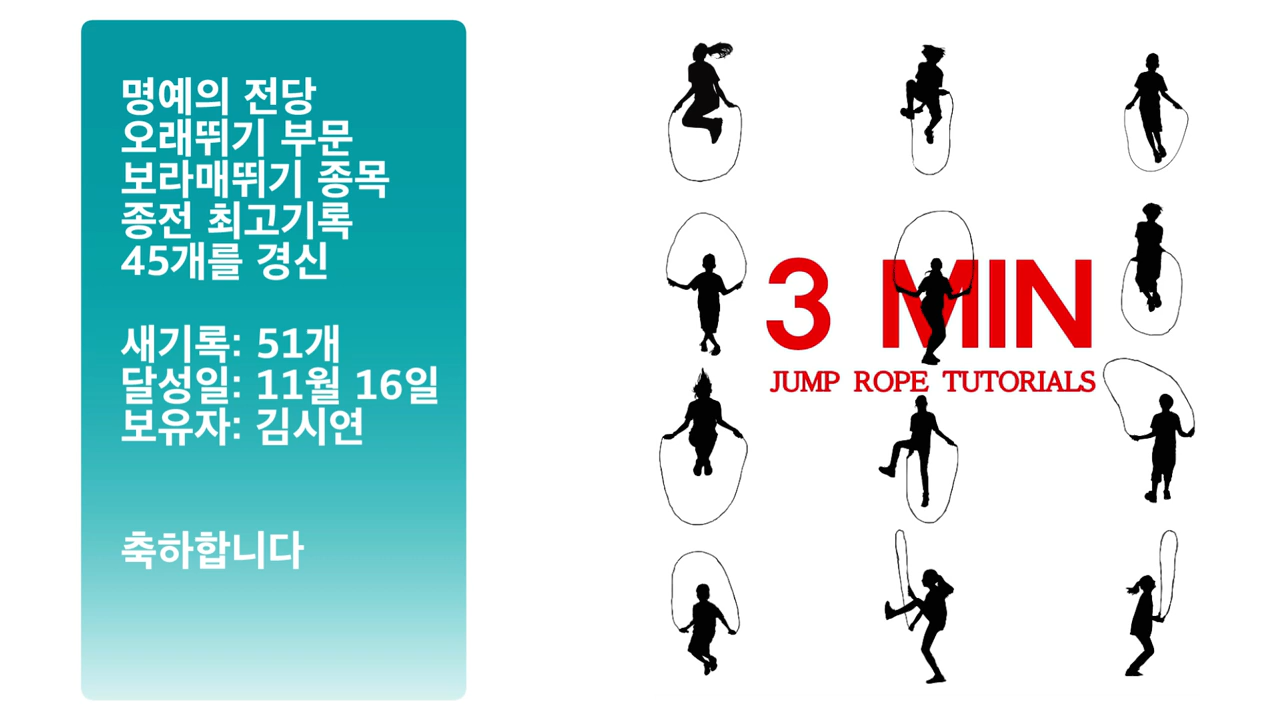 명예의 전당
오래뛰기 부문
보라매뛰기 종목
종전 최고기록
45개를 경신
새기록: 51개
달성일: 11월 16일
보유자: 김시연
축하합니다
3 MIN
JUMP ROPE TUTORIALS